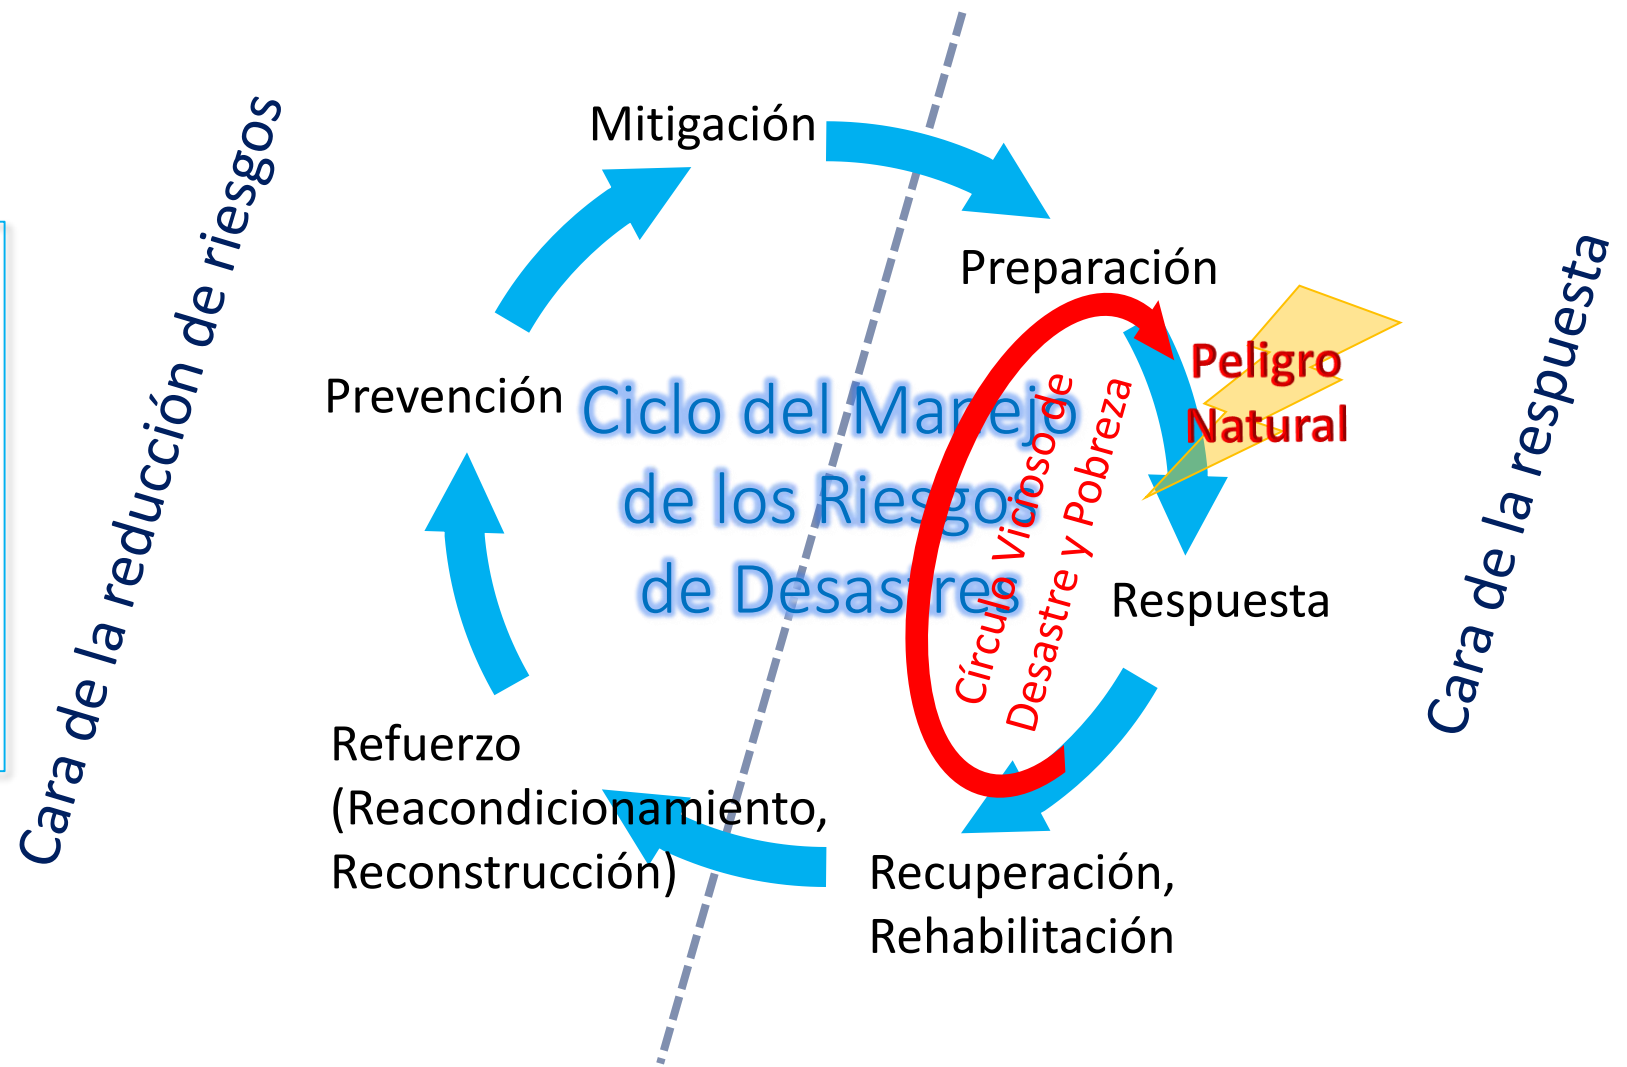 Cara de la reducción de riesgos
Mitigación
Preparación
Peligro
Natural
Prevención
Ciclo del Manejo
de los Riesgos
de Desastres
Círculo Vicioso de
Desastre y Pobreza
Respuesta
Cara de la respuesta
Refuerzo
(Reacondicionamiento,
Reconstrucción)
Recuperación,
Rehabilitación